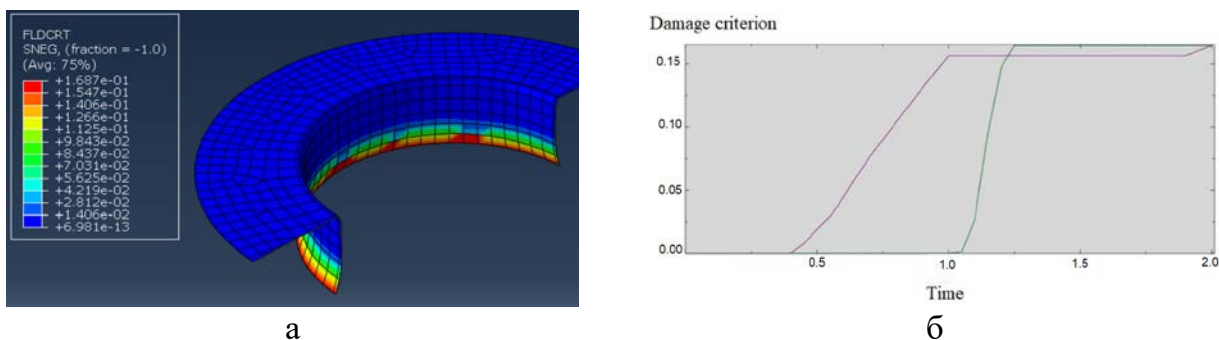 FLDCRT
SNEG, (fraction = -1.0)
(Avg: 75%)
+1.687e-01
+1.547e-01
+1.406e-01
+1.266e-01
+1.125e-01
+9.843e-02
+8.437e-02
+7.031e-02
+5.625e-02
+4.219e-02
+2.812e-02
+1.406e-02
+6.981e-13
а
Damage criterion
0.15
0.10
0.05
0.00
0.5
1.0
1.5
2.0
Time
б